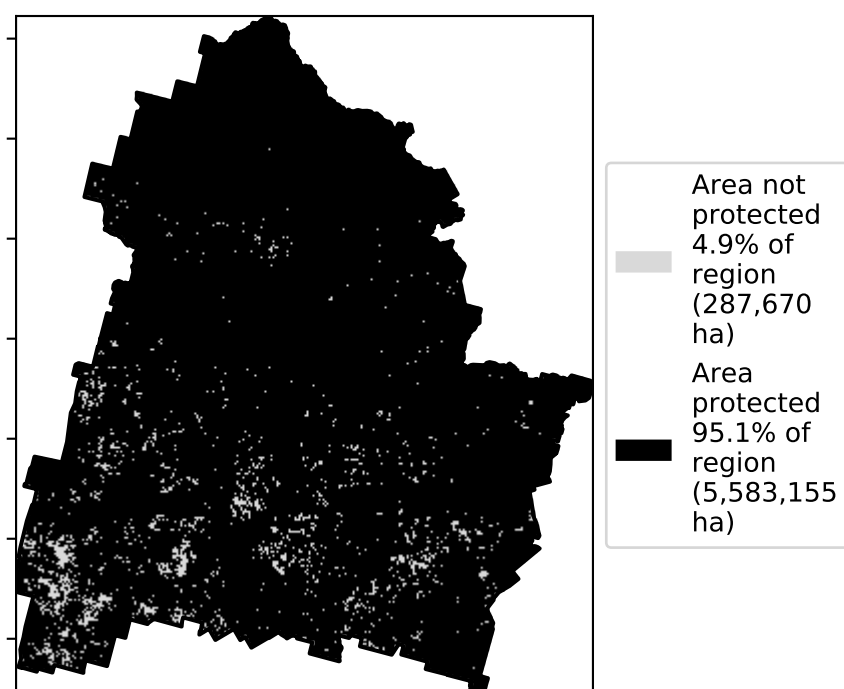 Area not
protected
4.9% of
region
(287,670
ha)
Area
protected
95.1% of
region
(5,583,155
ha)